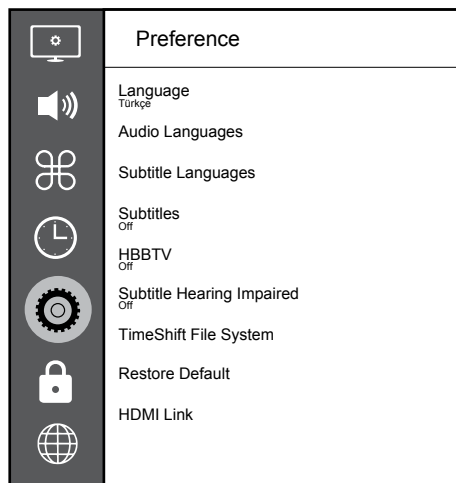 Preference
Language
Türkçe
Audio Languages
Subtitle Languages
Subtitles
Off
HBBTV
Off
Subtitle Hearing Impaired
Off
TimeShift File System
Restore Default
HDMI Link